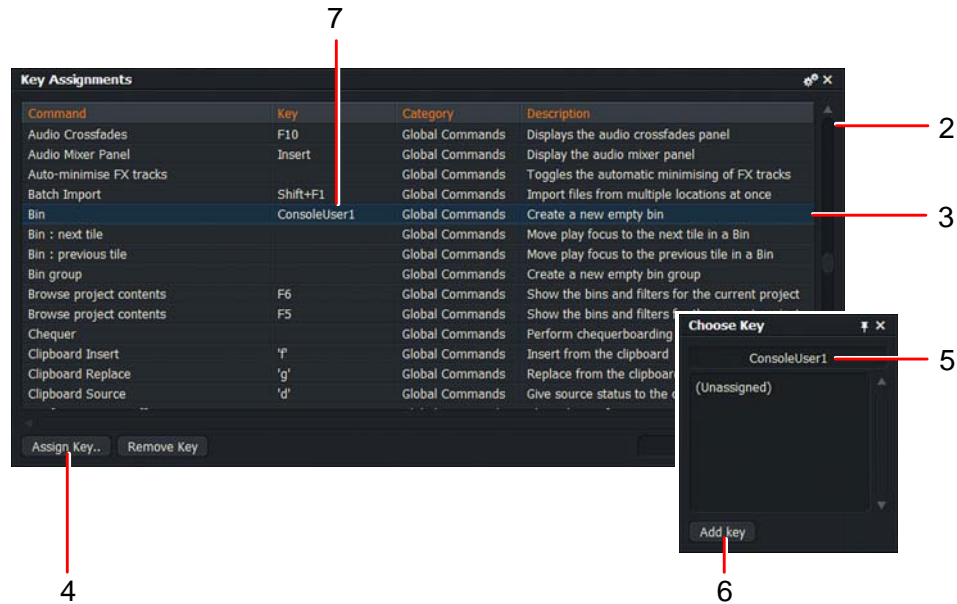 7
Key Assignments
Command Key Category Description
Audio Crossfades F10 Global Commands Displays the audio crossfades panel
2
Audio Mixer Panel Insert Global Commands Display the audio mixer panel
Auto-minimise FX tracks Global Commands Toggles the automatic minimising of FX tracks
Batch Import Shift+F1 Global Commands Import files from multiple locations at once
Bin ConsoleUser1 Global Commands Create a new empty bin
3
Bin : next tile Global Commands Move play focus to the next tile in a Bin
Bin : previous tile Global Commands Move play focus to the previous tile in a Bin
Bin group Global Commands Create a new empty bin group
Browse project contents F6 Global Commands Show the bins and filters for the current project
Browse project contents F5 Global Commands Show the bins and filters
Chequer Global Commands Perform chequerboarding
Clipboard Insert 'f' Global Commands Insert from the clipboard
Clipboard Replace 'g' Global Commands Replace from the clipboard
Clipboard Source 'd' Global Commands Give source status to the
Assign Key.. Remove Key
Choose Key
ConsoleUser1
5
(Unassigned)
Add key
4
6